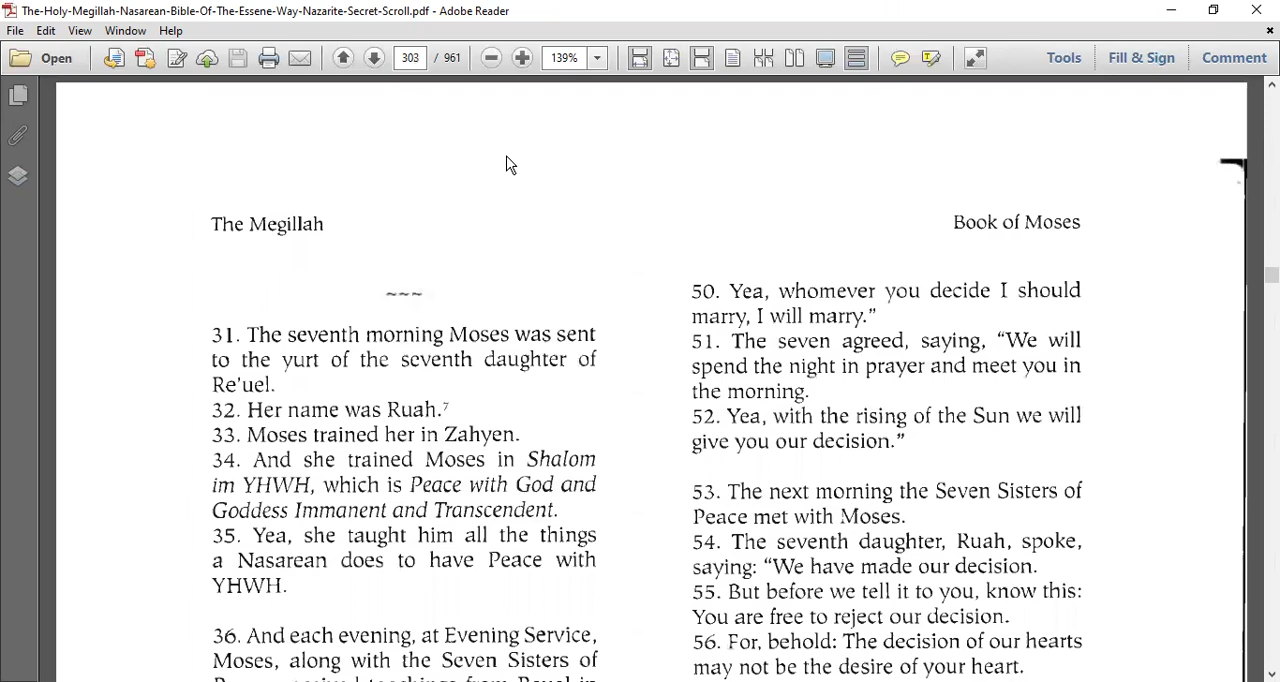 The-Holy-Megillah-Nasarean-Bible-Of-The-Essene-Way-Nazarite-Secret-Scroll.pdf - Adobe Reader
File Edit View Window Help
Open 303 / 961 139% Tools Fill & Sign Comment
The Megillah
Book of Moses
~~~
31. The seventh morning Moses was sent
to the yurt of the seventh daughter of
Re'uel.
32. Her name was Ruah.⁷
33. Moses trained her in Zahyen.
34. And she trained Moses in Shalom
im YHWH, which is Peace with God and
Goddess Immanent and Transcendent.
35. Yea, she taught him all the things
a Nasarean does to have Peace with
YHWH.
36. And each evening, at Evening Service,
Moses, along with the Seven Sisters of
50. Yea, whomever you decide I should
marry, I will marry."
51. The seven agreed, saying, "We will
spend the night in prayer and meet you in
the morning.
52. Yea, with the rising of the Sun we will
give you our decision."
53. The next morning the Seven Sisters of
Peace met with Moses.
54. The seventh daughter, Ruah, spoke,
saying: "We have made our decision.
55. But before we tell it to you, know this:
You are free to reject our decision.
56. For, behold: The decision of our hearts
may not be the desire of your heart.